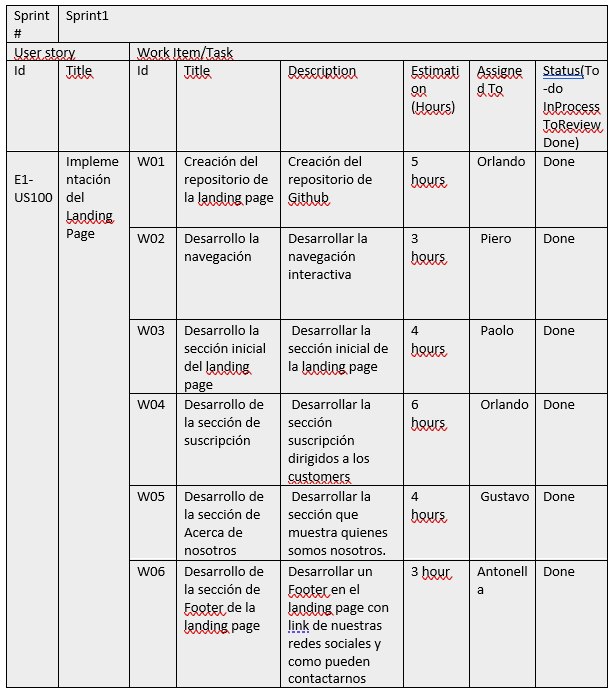 Sprint
#
Sprint1
User story
Work Item/Task
Id
Title
Id
Title
Description
Estimati
on
(Hours)
Assigne
d To
Status(To
-do
InProcess
ToReview
Done)
E1-
US100
Impleme
ntación
del
Landing
Page
W01
Creación del
repositorio de
la landing page
Creación del
repositorio de
Github
5
hours
Orlando
Done
W02
Desarrollo la
navegación
Desarrollar la
navegación
interactiva
3
hours
Piero
Done
W03
Desarrollo la
sección inicial
del landing
page
Desarrollar la
sección inicial de
la landing page
4
hours
Paolo
Done
W04
Desarrollo de
la sección de
suscripción
Desarrollar la
sección
suscripción
dirigidos a los
customers
6
hours
Orlando
Done
W05
Desarrollo de
la sección de
Acerca de
nosotros
Desarrollar la
sección que
muestra quienes
somos nosotros.
4
hours
Gustavo
Done
W06
Desarrollo de
la sección de
Footer de la
landing page
Desarrollar un
Footer en el
landing page con
link de nuestras
redes sociales y
como pueden
contactarnos
3 hour
Antonell
a
Done